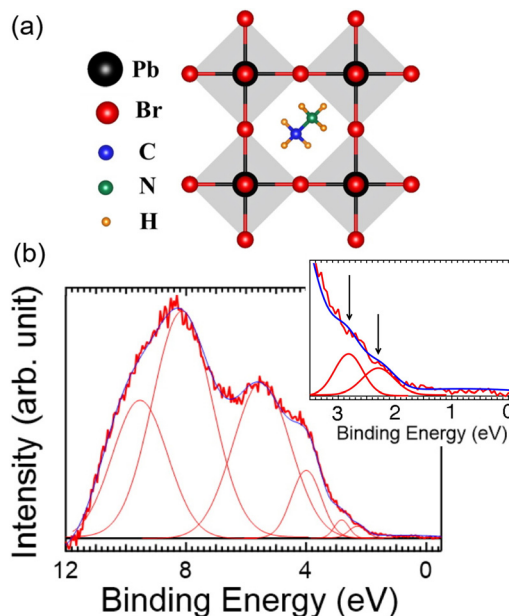 (a)
Pb
Br
C
N
H
(b)
Intensity (arb. unit)
3 2 1 0
Binding Energy (eV)
12 8 4 0
Binding Energy (eV)